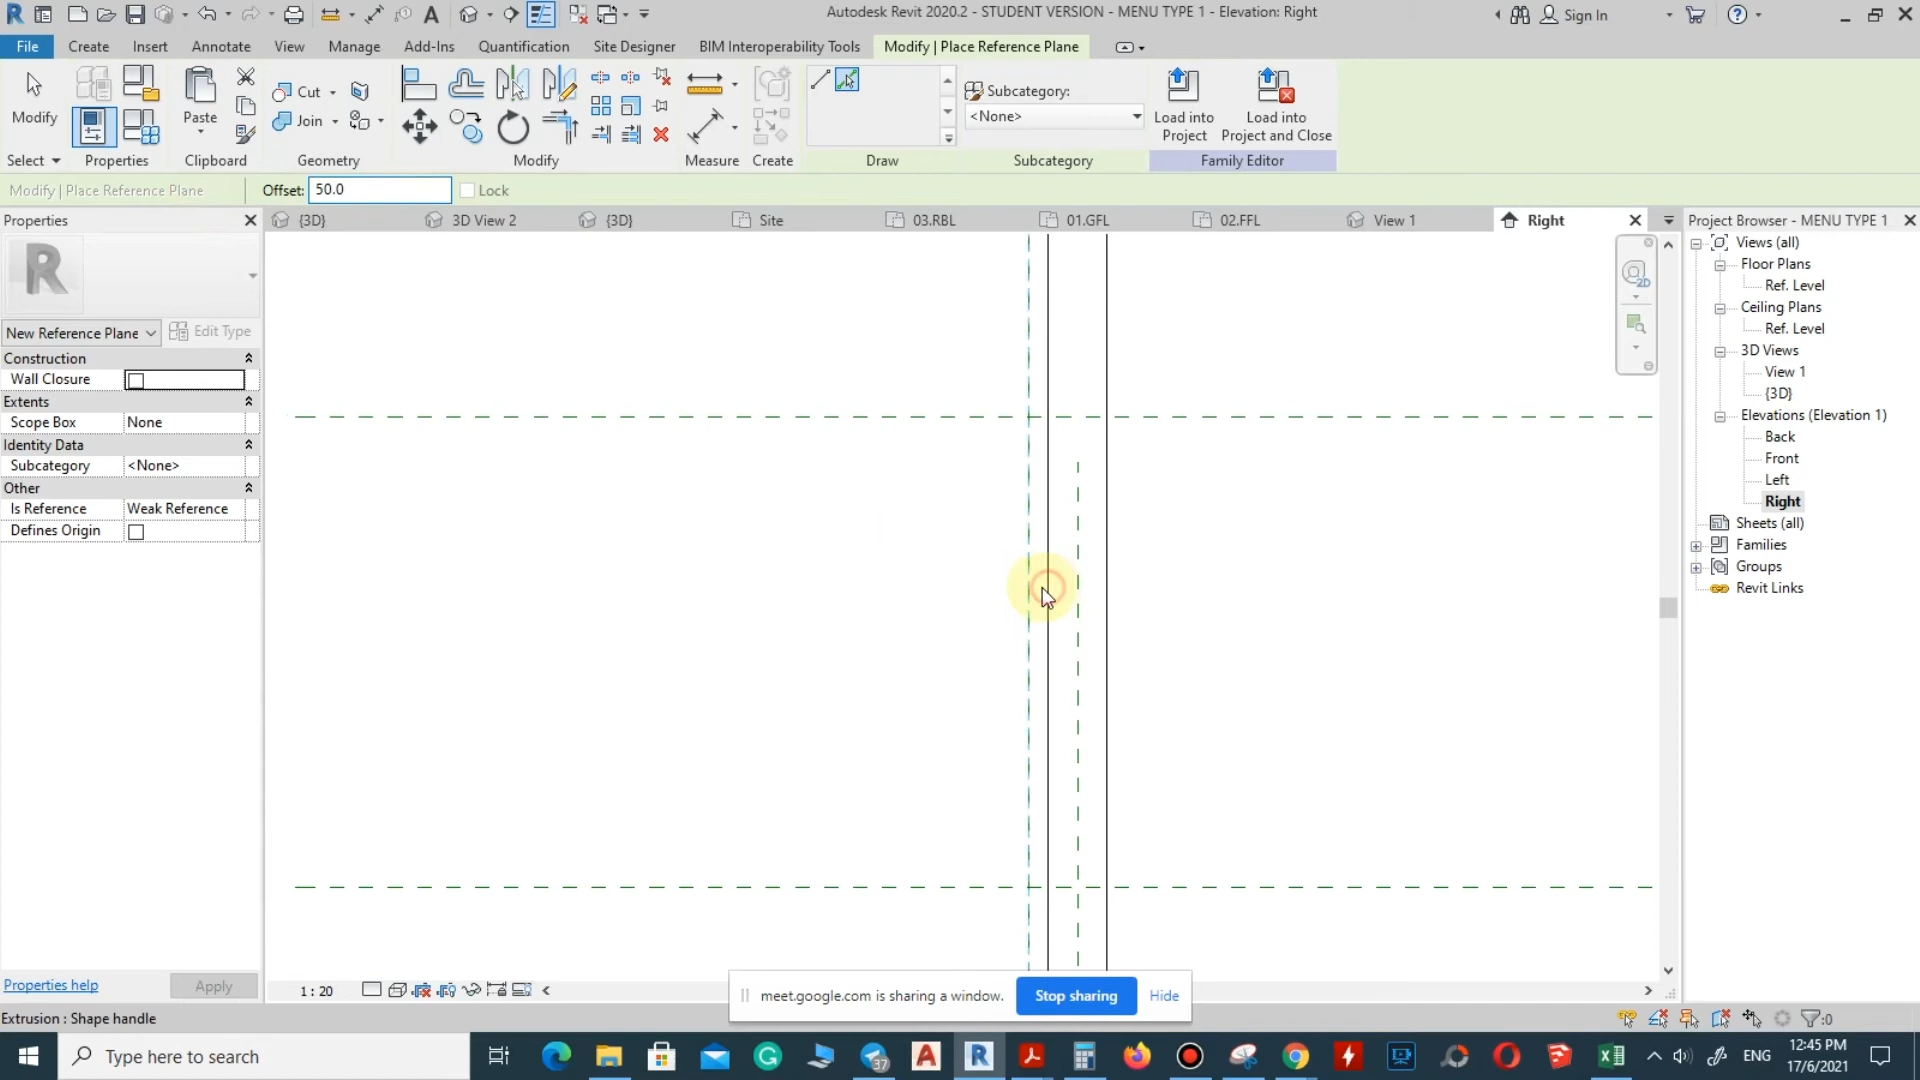 Autodesk Revit 2020.2 - STUDENT VERSION - MENU TYPE 1 - Elevation: Right
Sign In
File
Create
Insert
Annotate
View
Manage
Add-Ins
Quantification
Site Designer
BIM Interoperability Tools
Modify | Place Reference Plane
Modify
Paste
Cut
Join
Subcategory:
<None>
Load into
Project
Load into
Project and Close
Select
Properties
Clipboard
Geometry
Modify
Measure
Create
Draw
Subcategory
Family Editor
Modify | Place Reference Plane
Offset: 50.0
Lock
Properties
{3D}
3D View 2
{3D}
Site
03.RBL
01.GFL
02.FFL
View 1
Right
Project Browser - MENU TYPE 1
New Reference Plane
Edit Type
Construction
Wall Closure
Extents
Scope Box None
Identity Data
Subcategory <None>
Other
Is Reference Weak Reference
Defines Origin
Views (all)
Floor Plans
Ref. Level
Ceiling Plans
Ref. Level
3D Views
View 1
{3D}
Elevations (Elevation 1)
Back
Front
Left
Right
Sheets (all)
Families
Groups
Revit Links
2D
Properties help
Apply
1 : 20
meet.google.com is sharing a window.
Stop sharing
Hide
Extrusion : Shape handle
:0
Type here to search
37
ENG
12:45 PM
17/6/2021